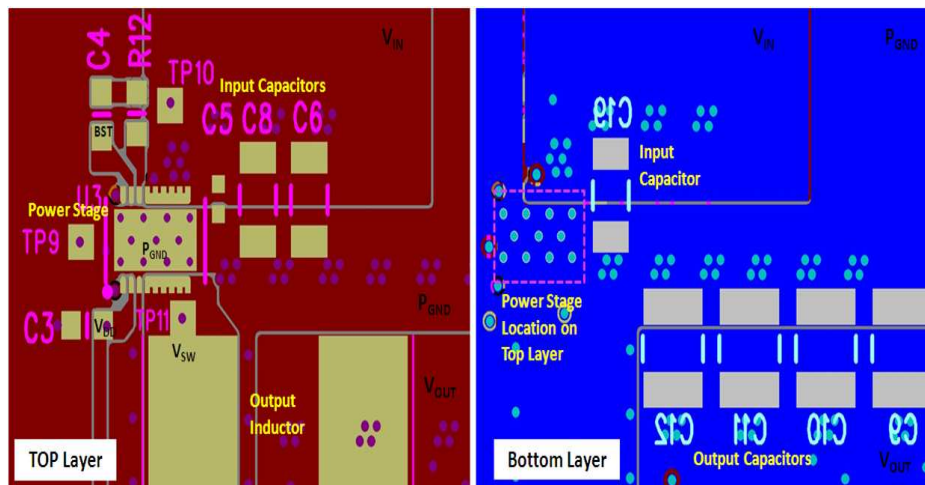 C4
R12
TP10
Input Capacitors
C5 C8 C6
V_IN
BST
U3
Power Stage
TP9
P_GND
C3
V_DD
TP11
V_SW
P_GND
V_OUT
Output
Inductor
TOP Layer
V_IN
P_GND
C19
Input
Capacitor
Power Stage
Location on
Top Layer
C12 C11 C10 C9
Output Capacitors
V_OUT
Bottom Layer